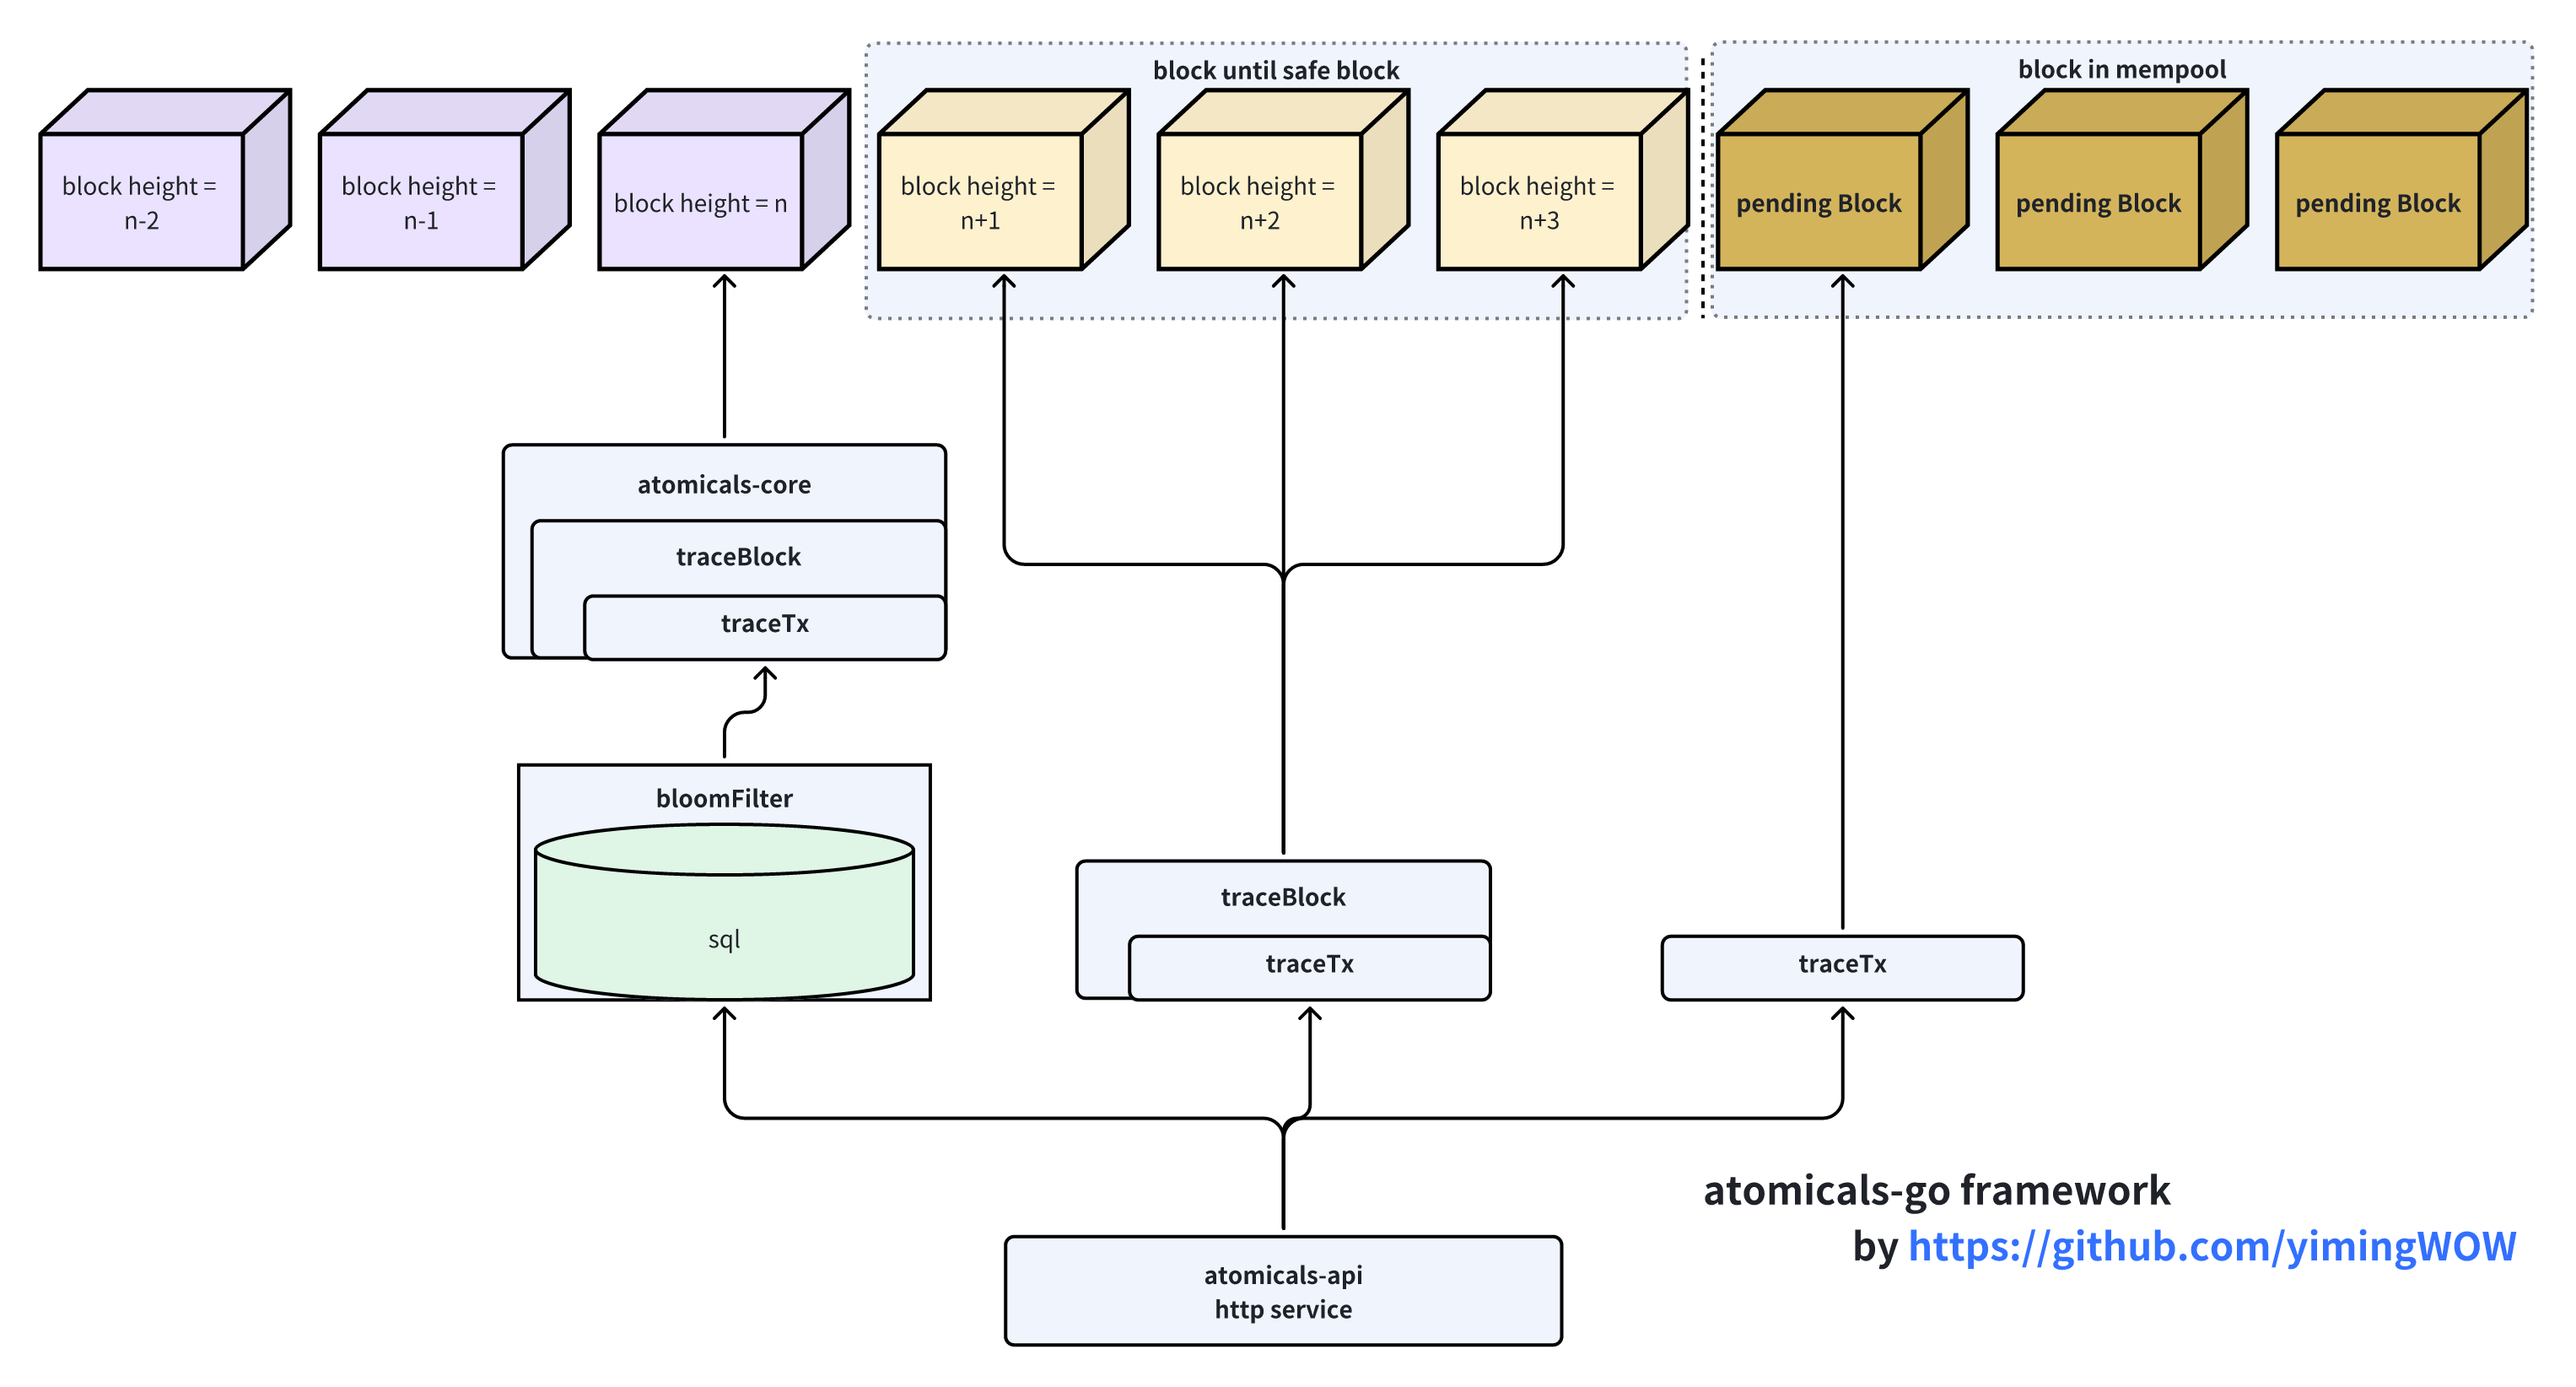 block until safe block
block in mempool
block height =
n-2
block height =
n-1
block height = n
block height =
n+1
block height =
n+2
block height =
n+3
pending Block
pending Block
pending Block
atomicals-core
traceBlock
traceTx
bloomFilter
sql
traceBlock
traceTx
traceTx
atomicals-go framework
by https://github.com/yimingWOW
atomicals-api
http service